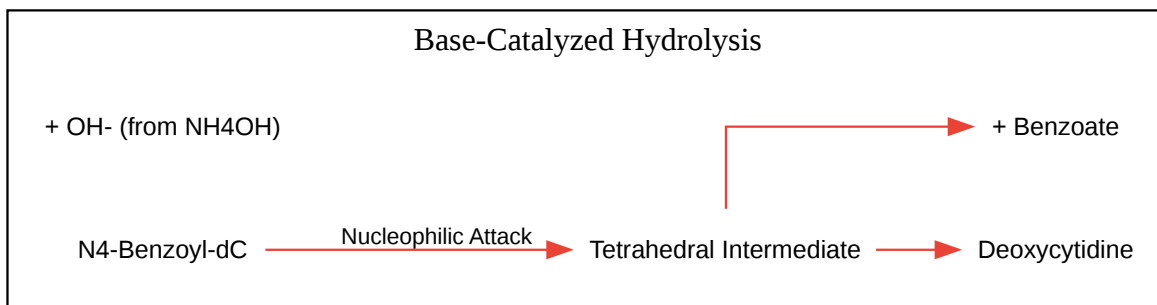 Base-Catalyzed Hydrolysis
+ OH- (from NH4OH)
+ Benzoate
N4-Benzoyl-dC
Nucleophilic Attack
Tetrahedral Intermediate
Deoxycytidine